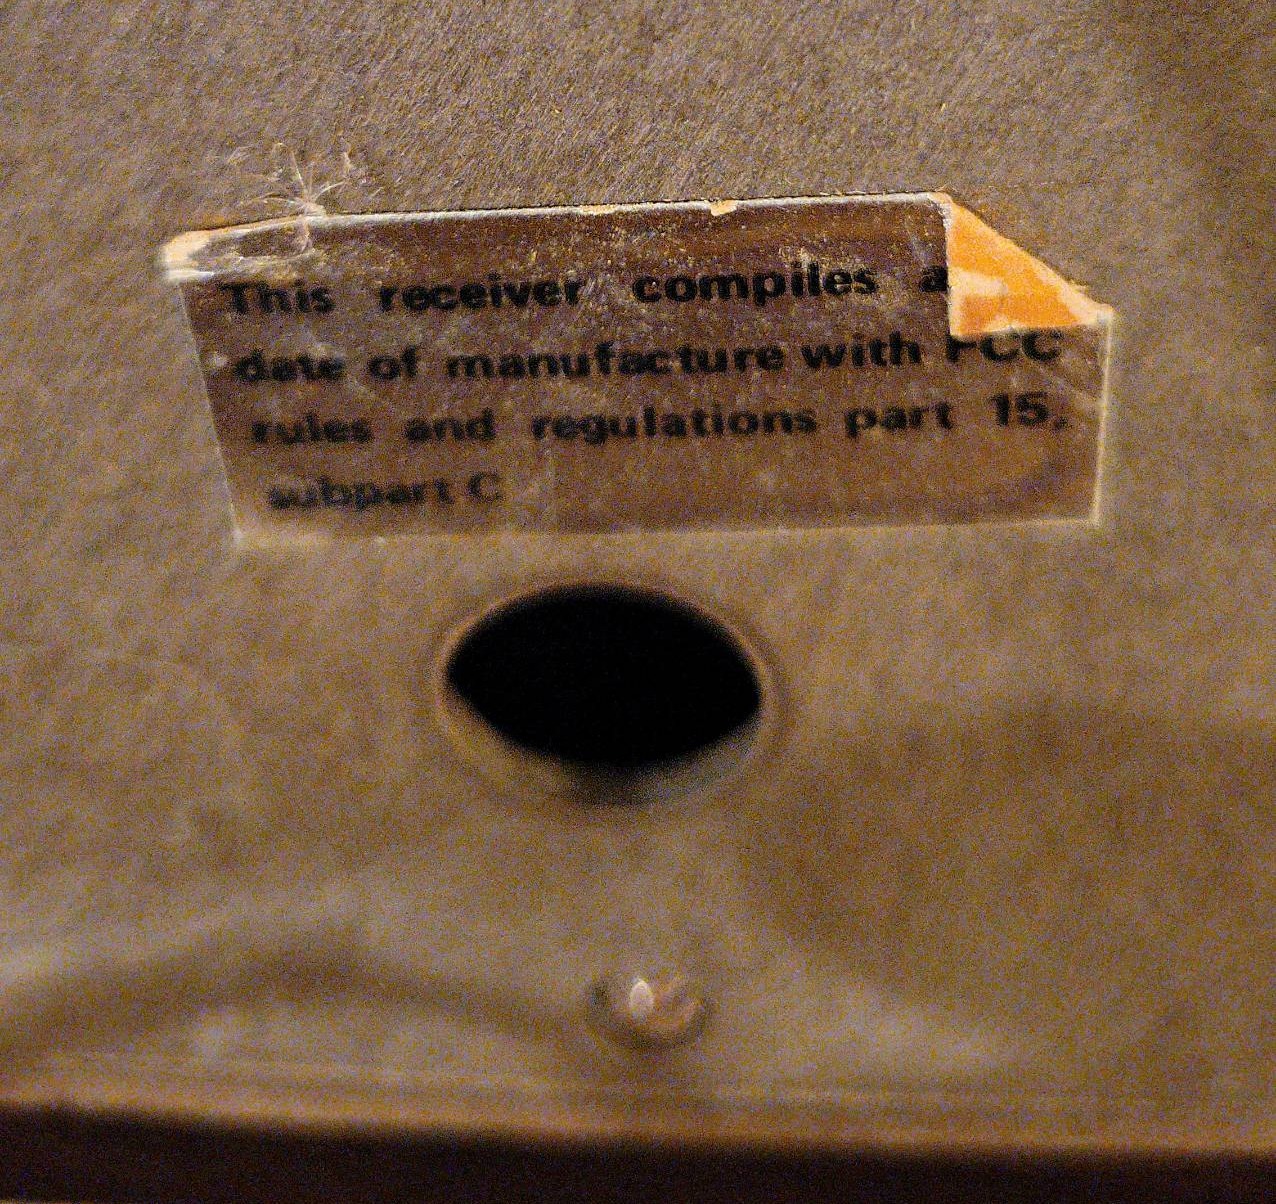 This receiver compiles a
date of manufacture with FCC
rules and regulations part 15,
subpart C